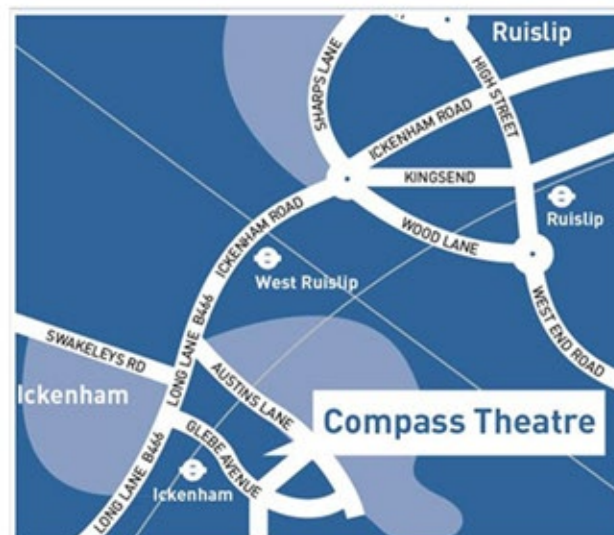 Ruislip
SHARPS LANE
HIGH STREET
ICKENHAM ROAD
KINGSEND
Ruislip
WOOD LANE
ICKENHAM ROAD
West Ruislip
WEST END ROAD
LONG LANE B466
SWAKELEYS RD
AUSTINS LANE
Ickenham
Compass Theatre
GLEBE AVENUE
Ickenham
LONG LANE B466